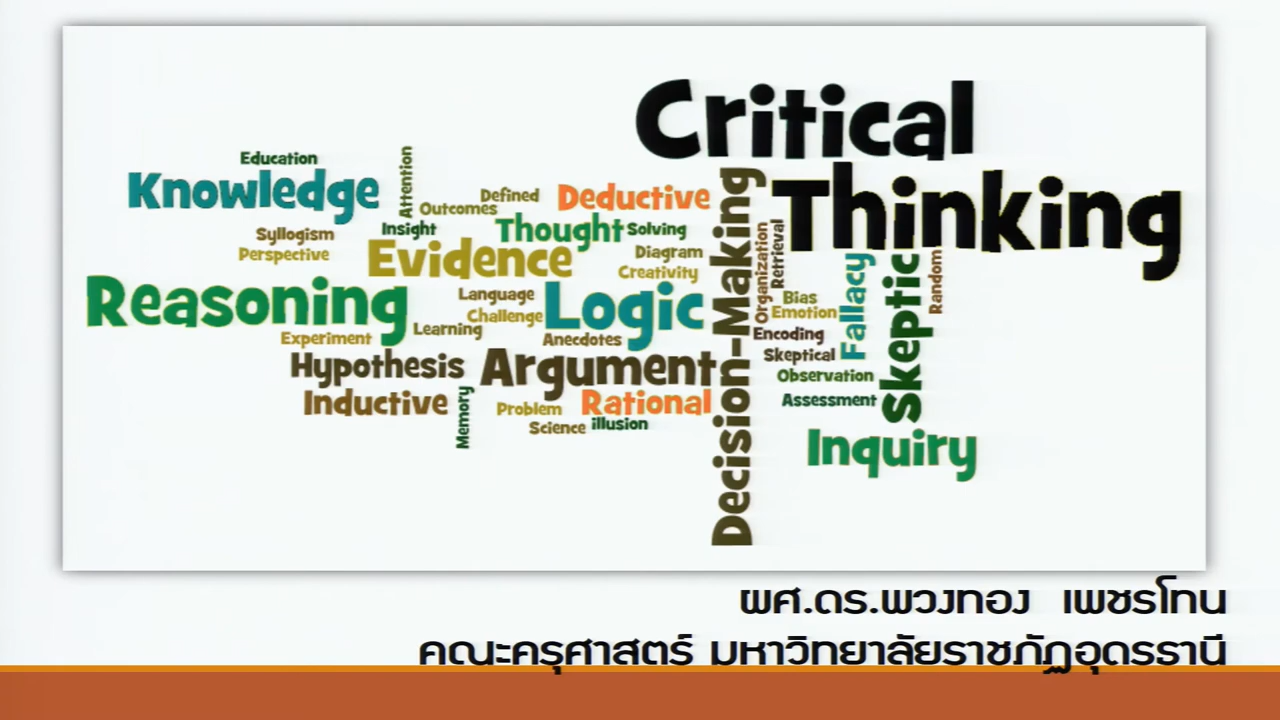 Critical
Thinking
Education
Knowledge
Attention
Defined
Deductive
Outcomes
Syllogism
Insight
Thought
Solving
Perspective
Evidence
Diagram
Creativity
Reasoning
Language
Logic
Challenge
Learning
Experiment
Anecdotes
Hypothesis
Argument
Inductive
Memory
Problem
Rational
Science
illusion
Decision-Making
Organization
Retrieval
Bias
Emotion
Encoding
Skeptical
Observation
Assessment
Fallacy
Skeptic
Random
Inquiry
ผศ.ดร.พวงทอง เพชรโทน
คณะครุศาสตร์ มหาวิทยาลัยราชภัฏอุดรธานี